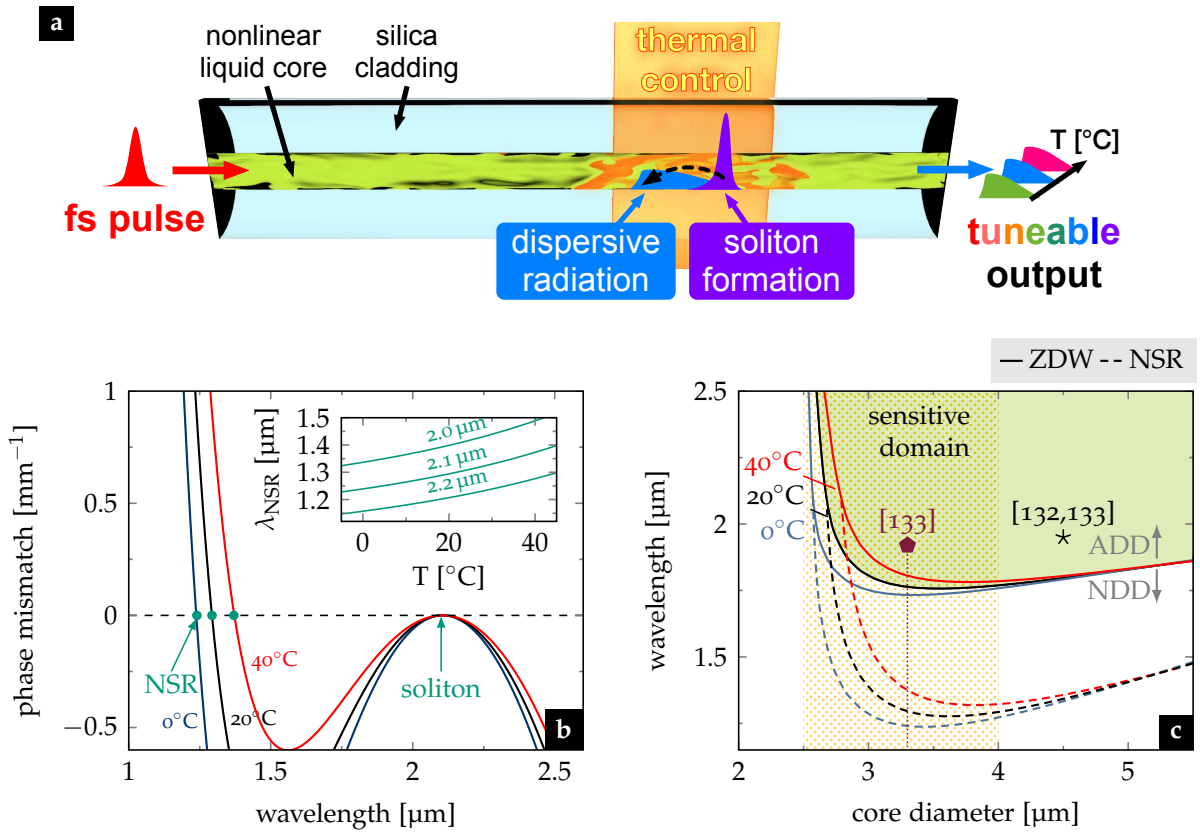 a
nonlinear
liquid core
silica
cladding
thermal
control
T [°C]
fs pulse
dispersive
radiation
soliton
formation
tuneable
output
— ZDW -- NSR
phase mismatch [mm⁻¹]
1
0.5
0
−0.5
λNSR [µm]
1.5
1.4
1.3
1.2
2.0 µm
2.1 µm
2.2 µm
0
20
40
T [°C]
NSR
0°C
20°C
40°C
soliton
b
1
1.5
2
2.5
wavelength [µm]
wavelength [µm]
2.5
2
1.5
sensitive
domain
40°C
20°C
0°C
[133]
[132,133]
ADD
NDD
c
2
3
4
5
core diameter [µm]